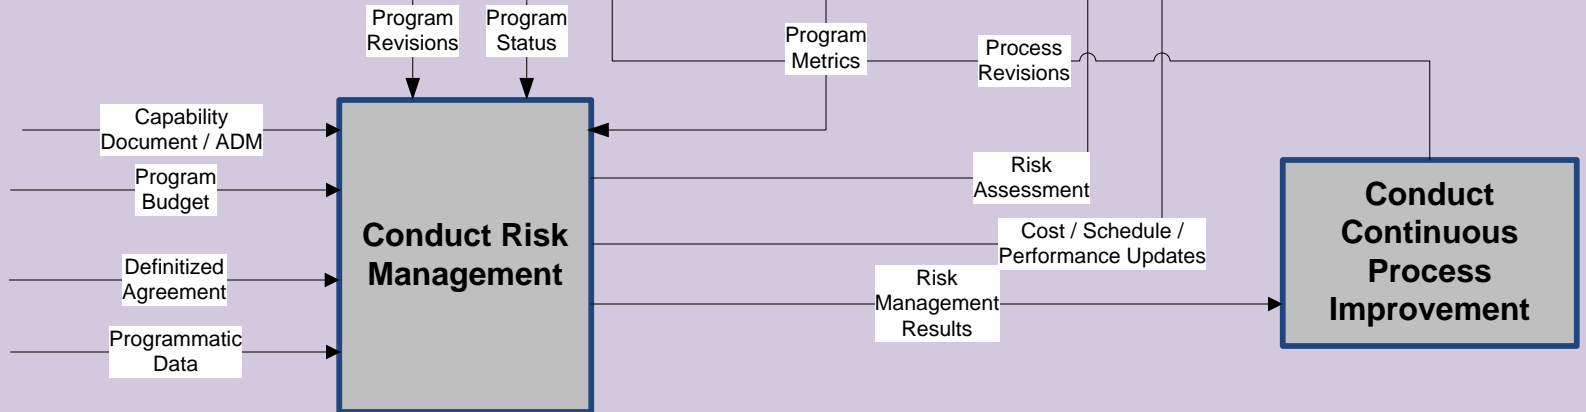 Program
Revisions
Program
Status
Program
Metrics
Process
Revisions
Capability
Document / ADM
Program
Budget
Definitized
Agreement
Programmatic
Data
Conduct Risk
Management
Risk
Assessment
Cost / Schedule /
Performance Updates
Risk
Management
Results
Conduct
Continuous
Process
Improvement